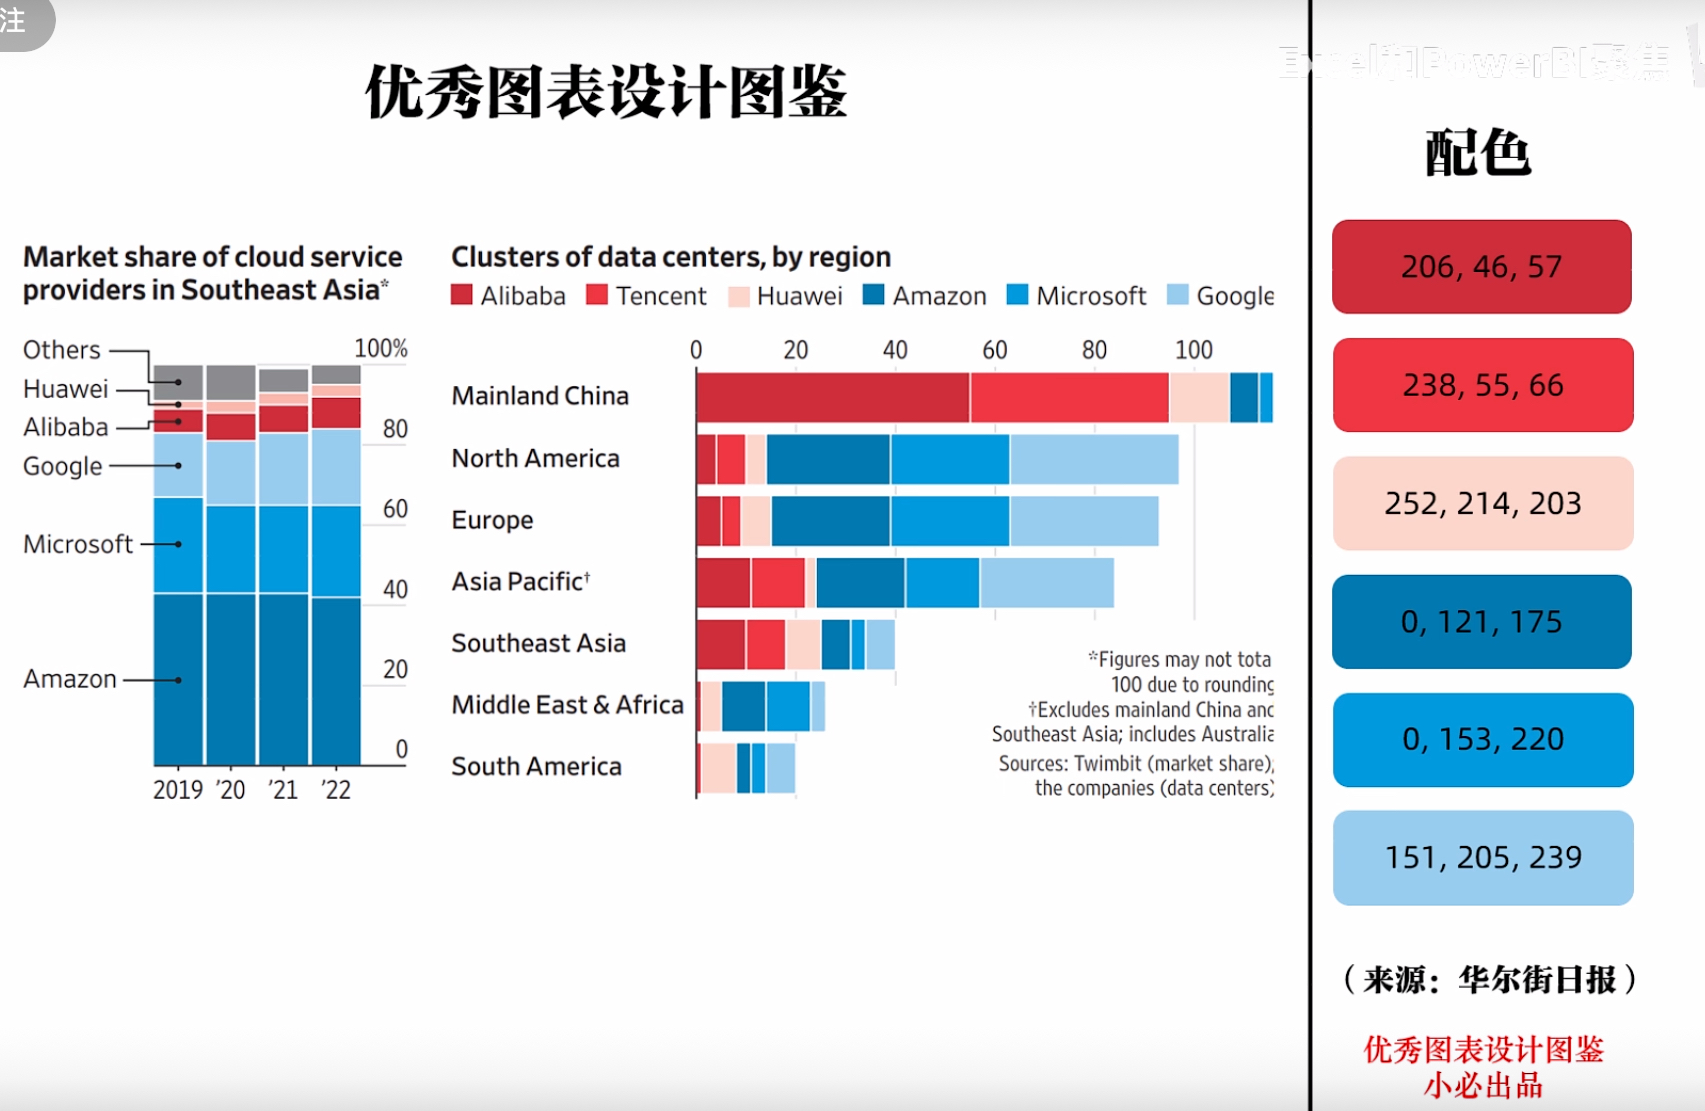 注
优秀图表设计图鉴
Excel和PowerBI聚焦
配色
Market share of cloud service
providers in Southeast Asia*
Others
Huawei
Alibaba
Google
Microsoft
Amazon
100%
80
60
40
20
0
2019 ’20 ’21 ’22
Clusters of data centers, by region
Alibaba Tencent Huawei Amazon Microsoft Google
0 20 40 60 80 100
Mainland China
North America
Europe
Asia Pacific†
Southeast Asia
Middle East & Africa
South America
*Figures may not tota
100 due to rounding
†Excludes mainland China and
Southeast Asia; includes Australia
Sources: Twimbit (market share);
the companies (data centers)
206, 46, 57
238, 55, 66
252, 214, 203
0, 121, 175
0, 153, 220
151, 205, 239
（来源：华尔街日报）
优秀图表设计图鉴
小必出品